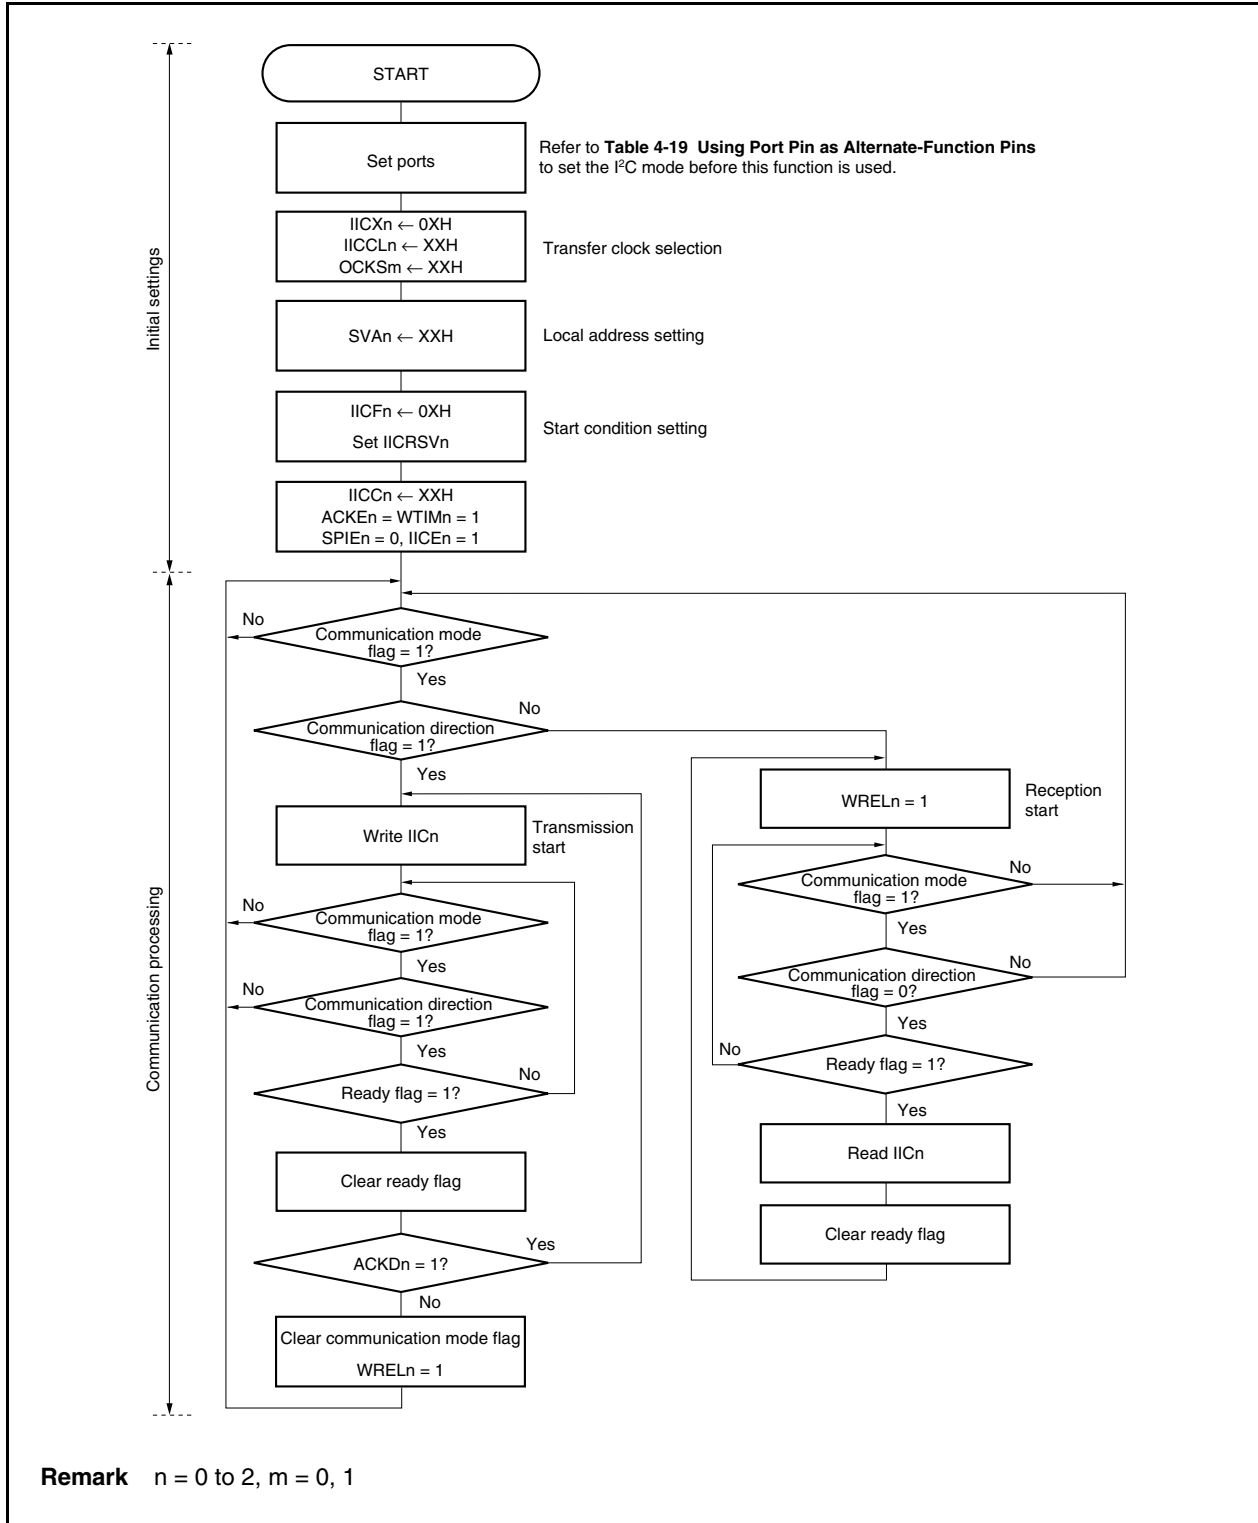 START
Set ports
Refer to Table 4-19 Using Port Pin as Alternate-Function Pins
to set the I²C mode before this function is used.
IICXn ← 0XH
IICCLn ← XXH
OCKSm ← XXH
Transfer clock selection
Initial settings
SVAn ← XXH
Local address setting
IICFn ← 0XH
Set IICRSVn
Start condition setting
IICCn ← XXH
ACKEn = WTIMn = 1
SPIEn = 0, IICEn = 1
No
Communication mode
flag = 1?
Yes
No
Communication direction
flag = 1?
Yes
Write IICn
Transmission
start
No
Communication mode
flag = 1?
Yes
No
Communication direction
flag = 1?
Yes
No
Ready flag = 1?
Yes
Clear ready flag
Yes
ACKDn = 1?
No
Clear communication mode flag
WRELn = 1
Communication processing
WRELn = 1
Reception
start
No
Communication mode
flag = 1?
Yes
No
Communication direction
flag = 0?
Yes
No
Ready flag = 1?
Yes
Read IICn
Clear ready flag
Remark n = 0 to 2, m = 0, 1